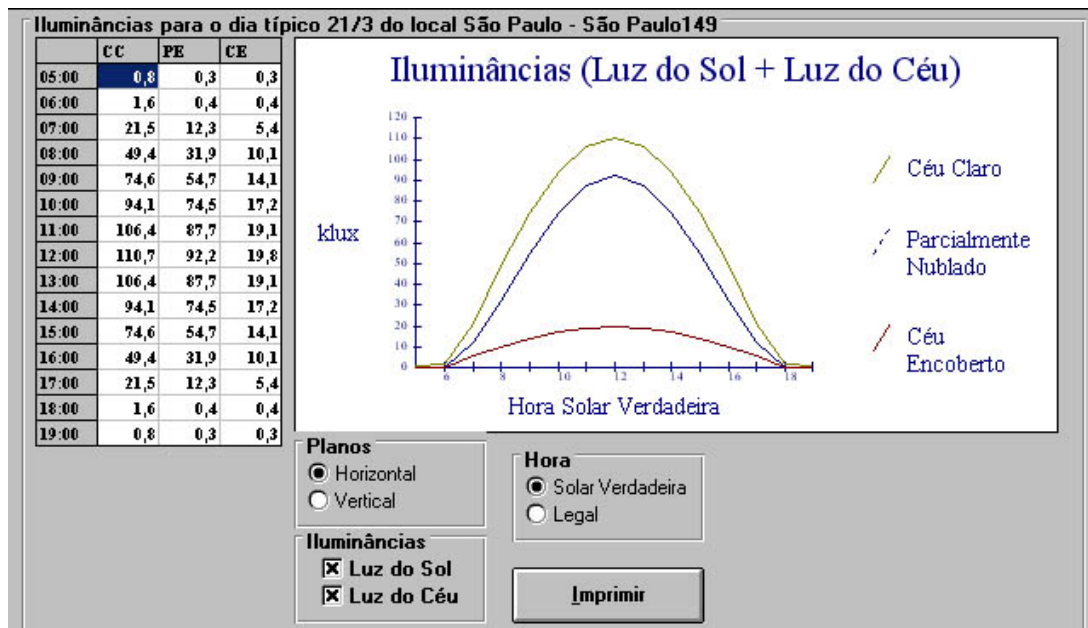 Iluminâncias para o dia típico 21/3 do local São Paulo - São Paulo149
CC PE CE
05:00 0,8 0,3 0,3
06:00 1,6 0,4 0,4
07:00 21,5 12,3 5,4
08:00 49,4 31,9 10,1
09:00 74,6 54,7 14,1
10:00 94,1 74,5 17,2
11:00 106,4 87,7 19,1
12:00 110,7 92,2 19,8
13:00 106,4 87,7 19,1
14:00 94,1 74,5 17,2
15:00 74,6 54,7 14,1
16:00 49,4 31,9 10,1
17:00 21,5 12,3 5,4
18:00 1,6 0,4 0,4
19:00 0,8 0,3 0,3
Iluminâncias (Luz do Sol + Luz do Céu)
120
110
100
90
80
70
60
50
40
30
20
10
0
klux
6 8 10 12 14 16 18
Hora Solar Verdadeira
Céu Claro
Parcialmente
Nublado
Céu
Encoberto
Planos
Horizontal
Vertical
Hora
Solar Verdadeira
Legal
Iluminâncias
Luz do Sol
Luz do Céu
Imprimir